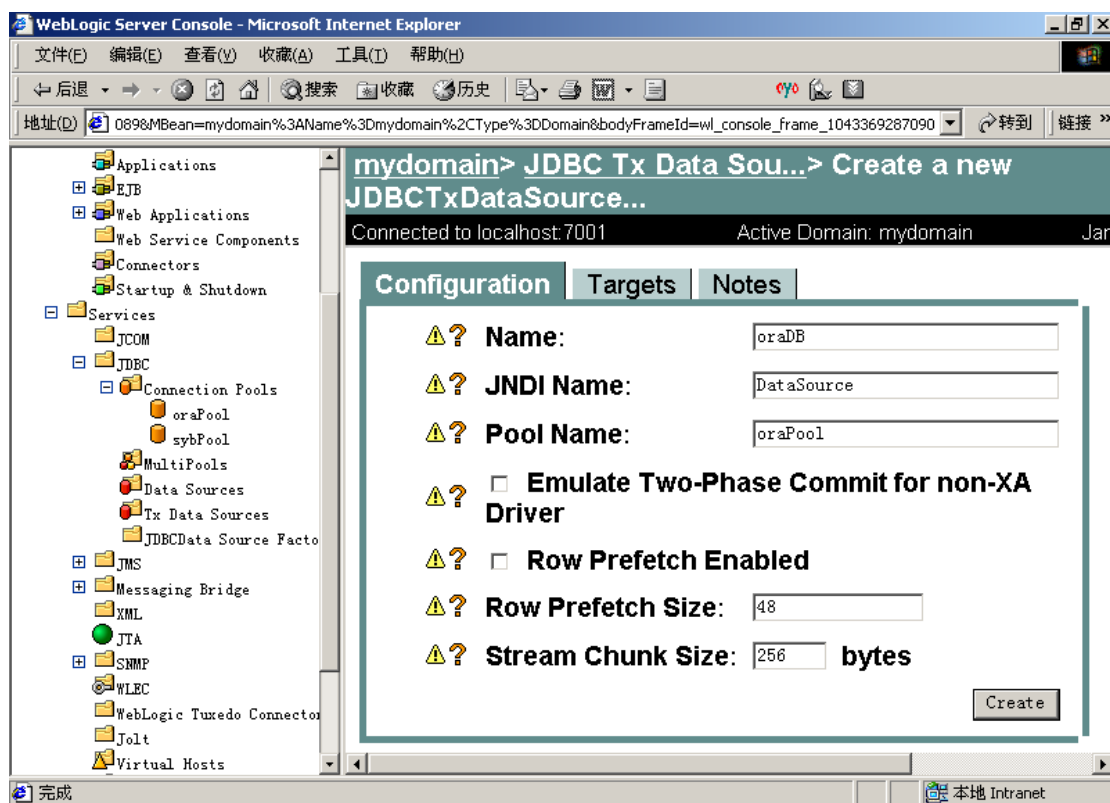 WebLogic Server Console - Microsoft Internet Explorer
文件(F) 编辑(E) 查看(V) 收藏(A) 工具(T) 帮助(H)
后退 搜索 收藏 历史
地址(D) 089&MBean=mydomain%3AName%3Dmydomain%2CType%3DDomain&bodyFrameId=wl_console_frame_1043369287090 转到 链接 »
Applications
EJB
Web Applications
Web Service Components
Connectors
Startup & Shutdown
Services
JCOM
JDBC
Connection Pools
oraPool
sybPool
MultiPools
Data Sources
Tx Data Sources
JDBCData Source Facto
JMS
Messaging Bridge
XML
JTA
SNMP
WLEC
WebLogic Tuxedo Connector
Jolt
Virtual Hosts
mydomain> JDBC Tx Data Sou...> Create a new
JDBCTxDataSource...
Connected to localhost:7001 Active Domain: mydomain Jan
Configuration Targets Notes
Name: oraDB
JNDI Name: DataSource
Pool Name: oraPool
Emulate Two-Phase Commit for non-XA
Driver
Row Prefetch Enabled
Row Prefetch Size: 48
Stream Chunk Size: 256 bytes
Create
完成 本地 Intranet